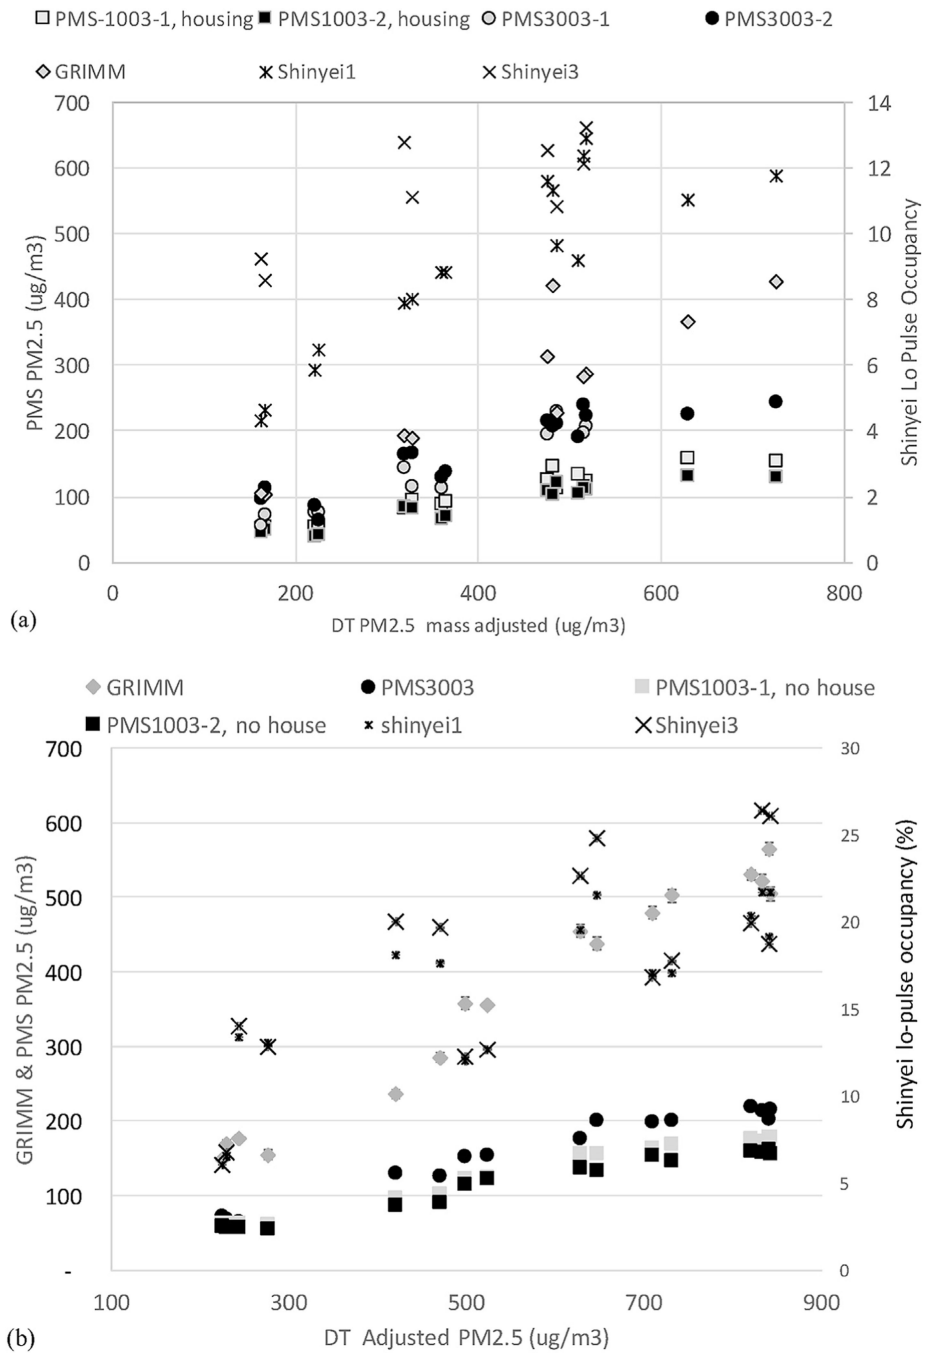 PMS-1003-1, housing PMS1003-2, housing PMS3003-1 PMS3003-2
GRIMM Shinyei1 Shinyei3
700 14
600 12
500 10
400 8
300 6
200 4
100 2
0 0
PMS PM2.5 (ug/m3)
Shinyei Lo Pulse Occupancy
0 200 400 600 800
(a)
DT PM2.5 mass adjusted (ug/m3)
GRIMM PMS3003 PMS1003-1, no house
PMS1003-2, no house shinyei1 Shinyei3
700 30
600 25
500 20
400 15
300 10
200 5
100 0
-
GRIMM & PMS PM2.5 (ug/m3)
Shinyei lo-pulse occupancy (%)
100 300 500 700 900
(b) DT Adjusted PM2.5 (ug/m3)